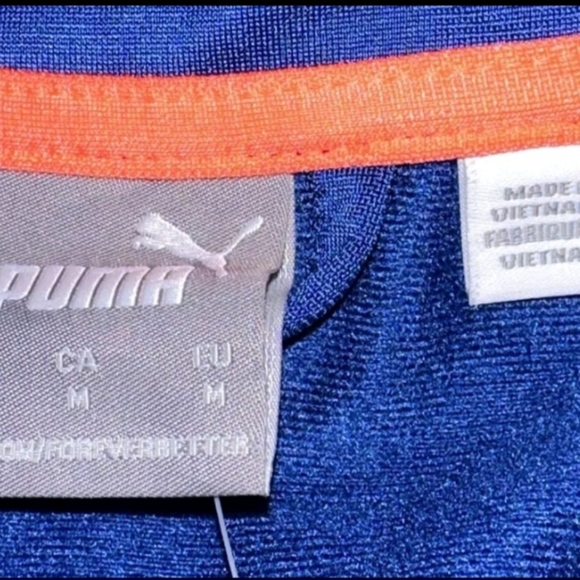 PUMA
CA EU
M M
OM/FOREVERBETTER
MADE
VIETNA
FABRIQU
VIETNA